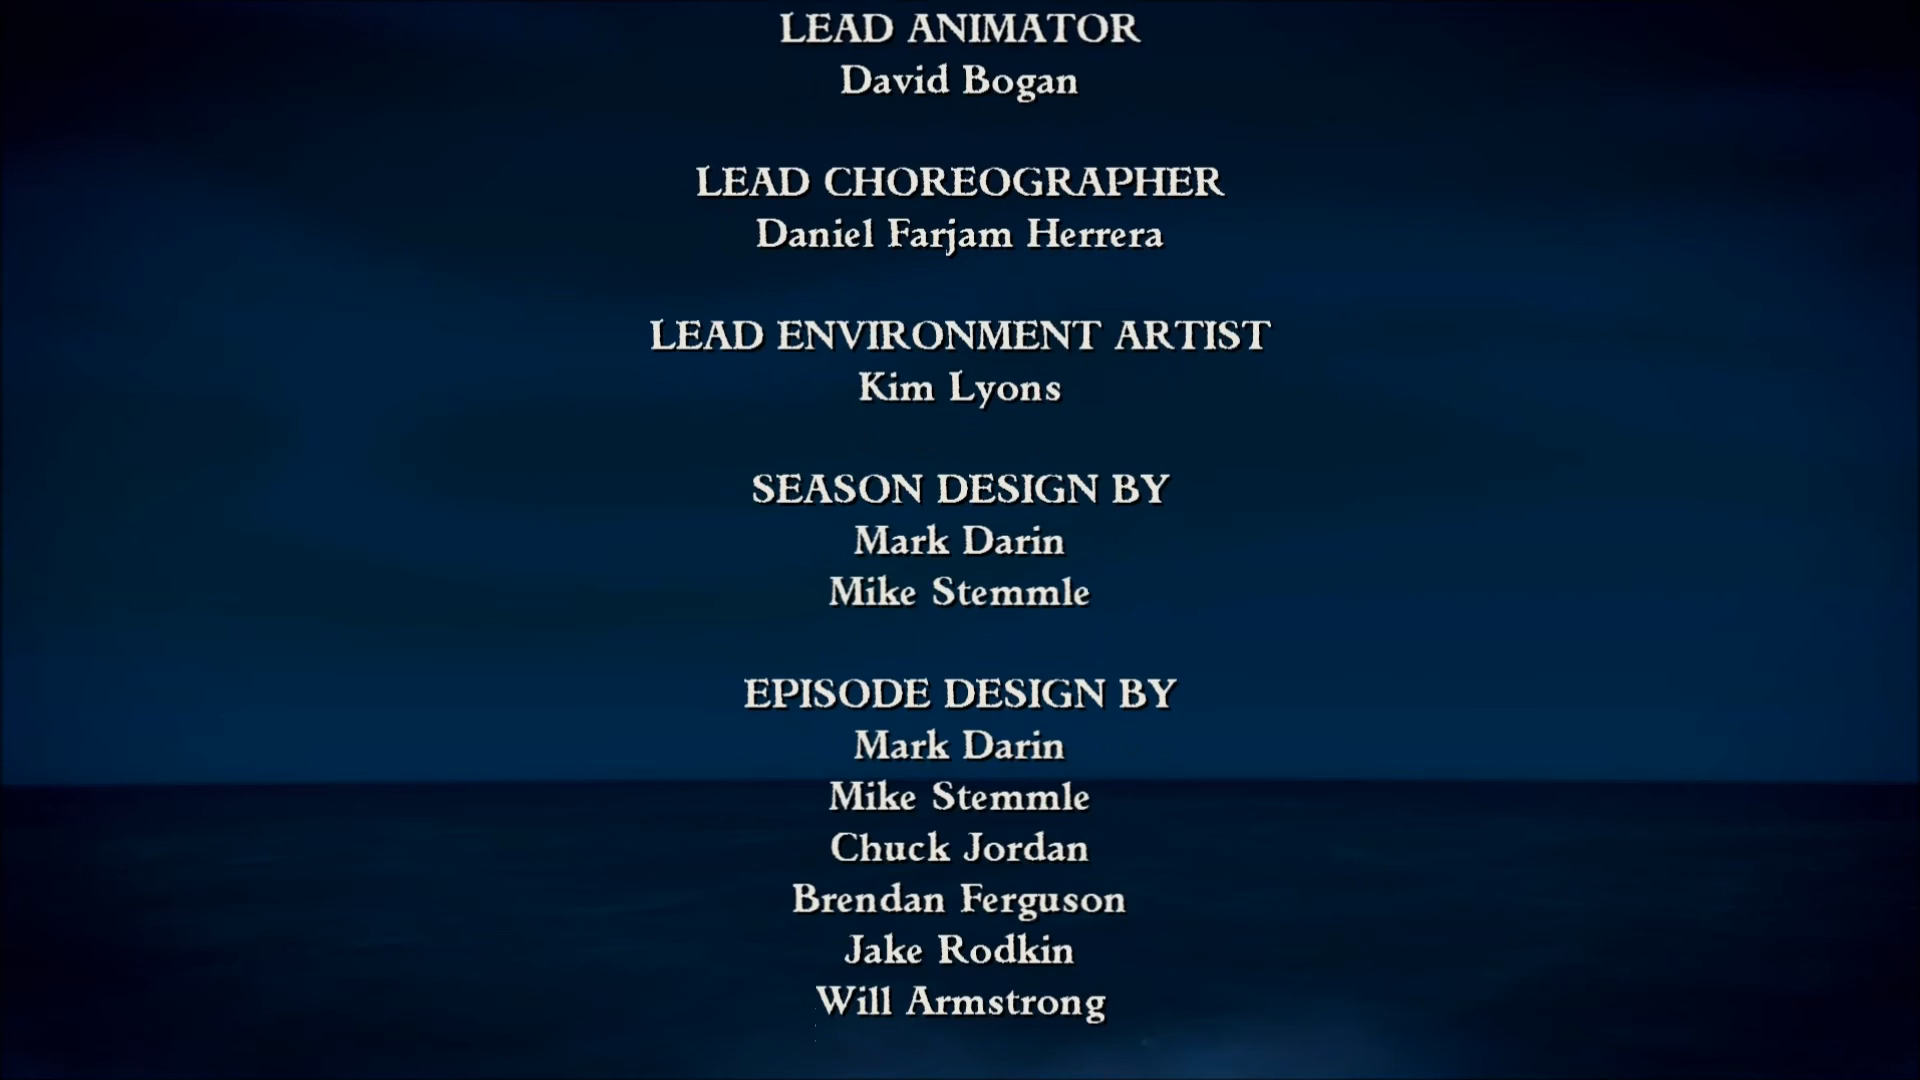 LEAD ANIMATOR
David Bogan
LEAD CHOREOGRAPHER
Daniel Farjam Herrera
LEAD ENVIRONMENT ARTIST
Kim Lyons
SEASON DESIGN BY
Mark Darin
Mike Stemmle
EPISODE DESIGN BY
Mark Darin
Mike Stemmle
Chuck Jordan
Brendan Ferguson
Jake Rodkin
Will Armstrong